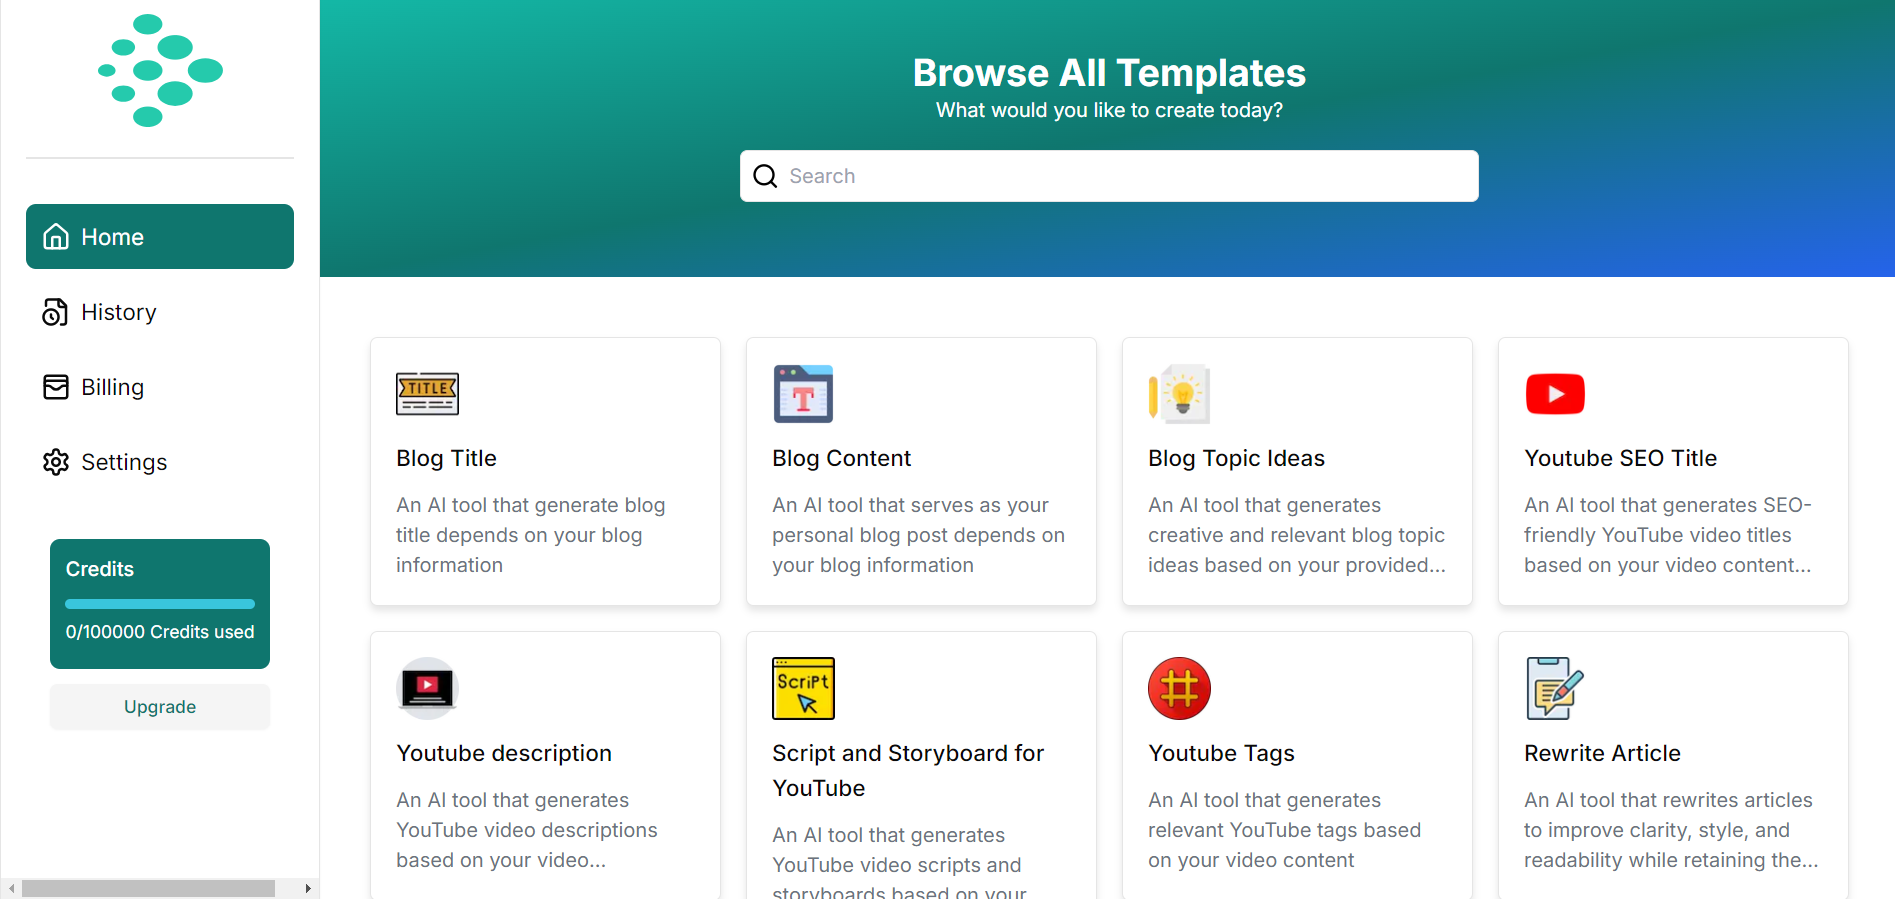 Home
History
Billing
Settings
Credits
0/100000 Credits used
Upgrade
Browse All Templates
What would you like to create today?
Search
TITLE
Blog Title
An AI tool that generate blog
title depends on your blog
information
T
Blog Content
An AI tool that serves as your
personal blog post depends on
your blog information
Blog Topic Ideas
An AI tool that generates
creative and relevant blog topic
ideas based on your provided...
Youtube SEO Title
An AI tool that generates SEO-
friendly YouTube video titles
based on your video content...
Youtube description
An AI tool that generates
YouTube video descriptions
based on your video...
ScriPt
Script and Storyboard for
YouTube
An AI tool that generates
YouTube video scripts and
storyboards based on your
#
Youtube Tags
An AI tool that generates
relevant YouTube tags based
on your video content
Rewrite Article
An AI tool that rewrites articles
to improve clarity, style, and
readability while retaining the...